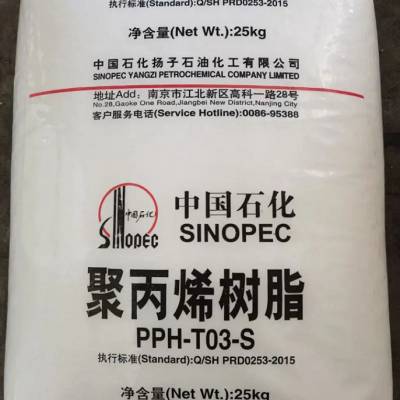 执行标准(Standard):Q/SH PRD0253-2015
净含量(Net Wt.):25kg
中国石化扬子石油化工有限公司
SINOPEC YANGZI PETROCHEMICAL COMPANY LIMITED
地址Add: 南京市江北新区高科一路28号
No.28,Gaoke One Road,Jiangbei New District,Nanjing City
客户服务电话(Service Hotline):0086-95388
中国石化
SINOPEC
中国石化
SINOPEC
聚丙烯树脂
PPH-T03-S
执行标准(Standard):Q/SH PRD0253-2015
净含量(Net Wt.):25kg